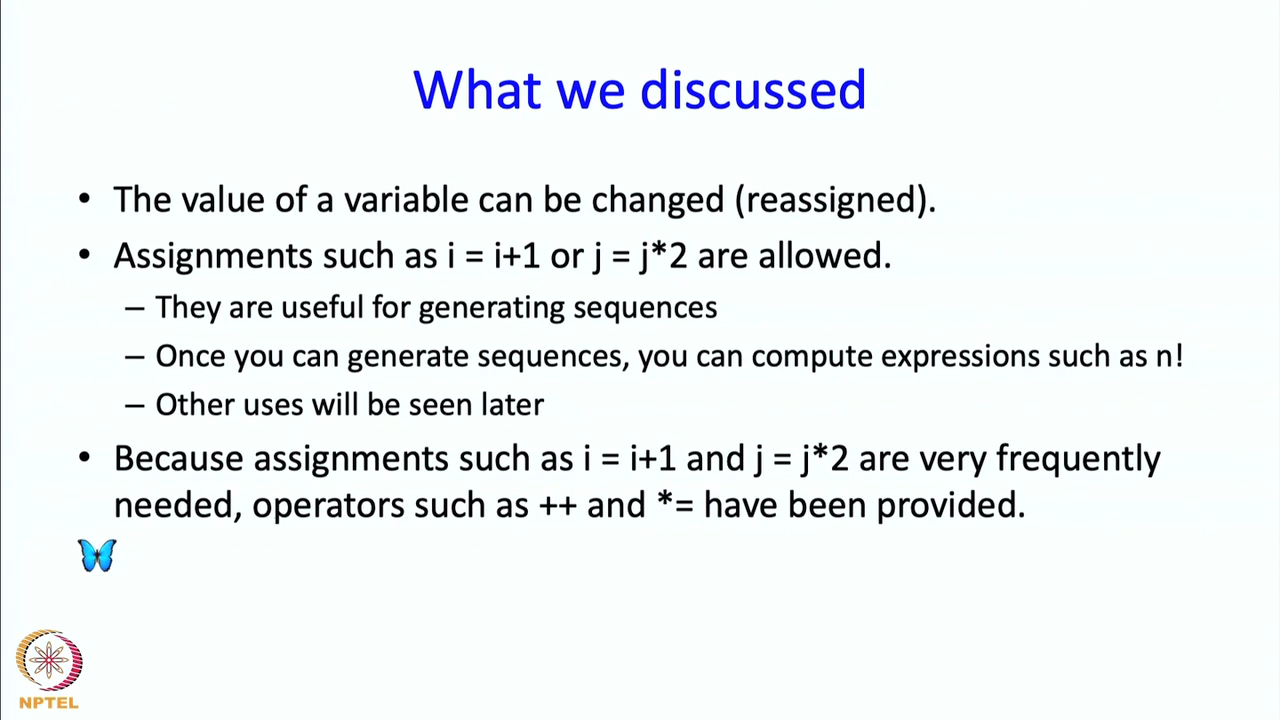 What we discussed
• The value of a variable can be changed (reassigned).
• Assignments such as i = i+1 or j = j*2 are allowed.
– They are useful for generating sequences
– Once you can generate sequences, you can compute expressions such as n!
– Other uses will be seen later
• Because assignments such as i = i+1 and j = j*2 are very frequently
needed, operators such as ++ and *= have been provided.
NPTEL